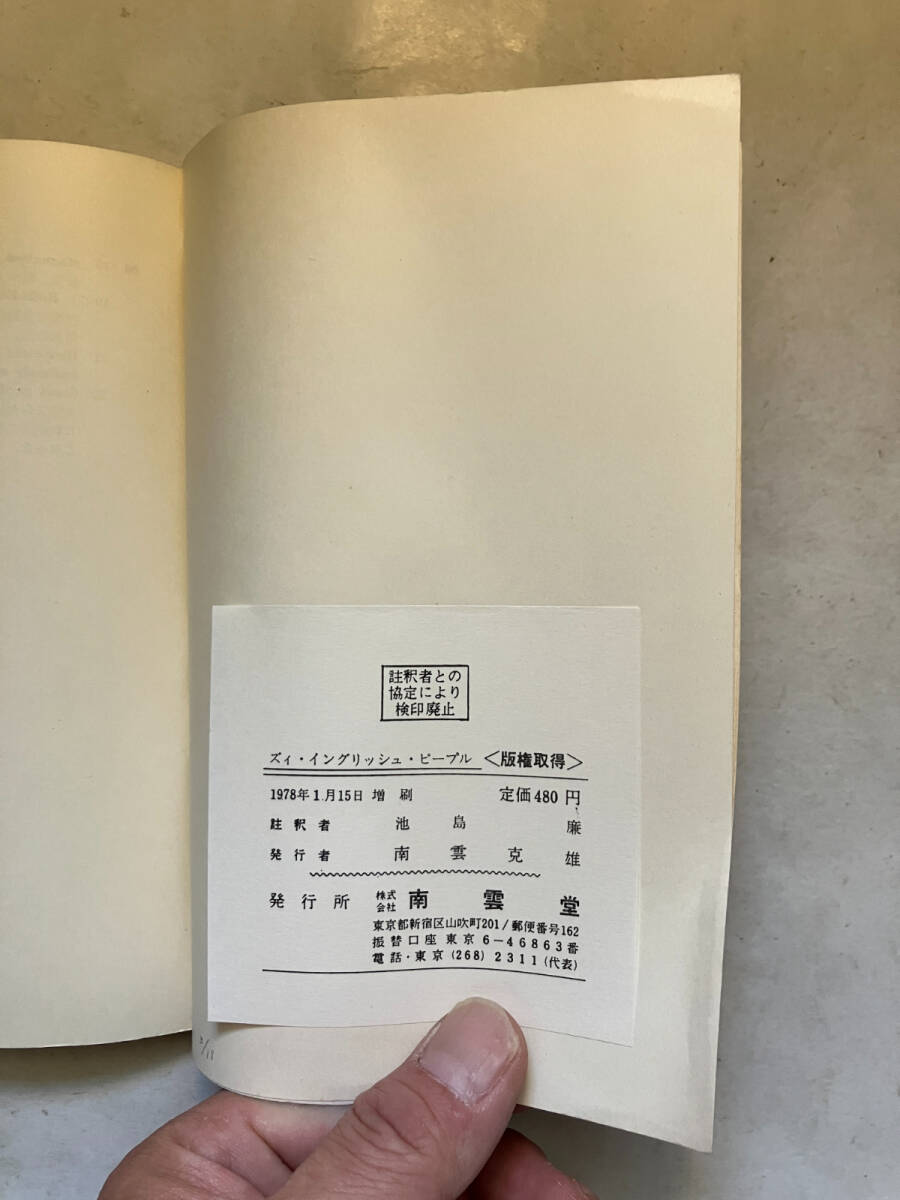 註釈者との
協定により
検印廃止
ズィ・イングリッシュ・ピープル <版権取得>
1978年1月15日 増刷 定価480円
註釈者 池島 廉
発行者 南雲克雄
発行所 株式会社 南雲堂
東京都新宿区山吹町201/郵便番号162
振替口座 東京6-46863番
電話・東京 (268) 2311 (代表)
2/18